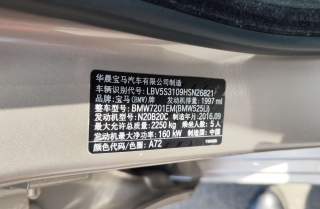 华晨宝马汽车有限公司制造
车辆识别代号: LBV5S3109HSN26821
品牌: 宝马(BMW)牌 发动机排量: 1997 ml
整车型号: BMW7201EM(BMW525Li)
发动机型号: N20B20C 制造年月: 2016.09
最大允许总质量: 2250 kg 乘坐人数: 5 人
发动机最大净功率: 160 kW 制造国: 中国
颜色代码/色圈: A72